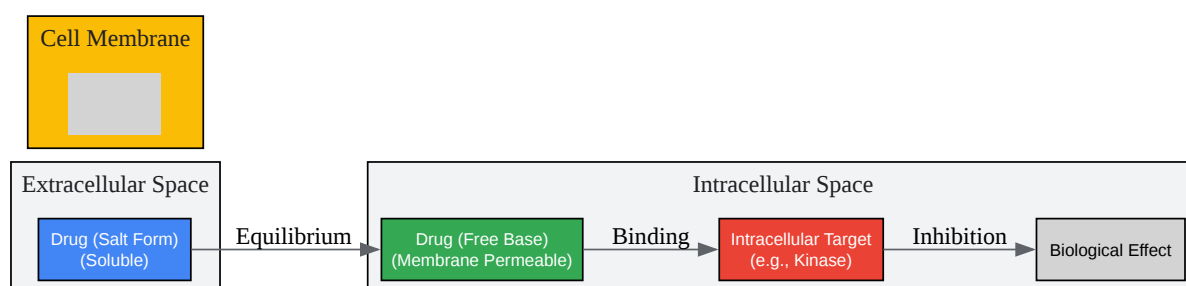 Cell Membrane
Extracellular Space
Intracellular Space
Drug (Salt Form)
(Soluble)
Equilibrium
Drug (Free Base)
(Membrane Permeable)
Binding
Intracellular Target
(e.g., Kinase)
Inhibition
Biological Effect